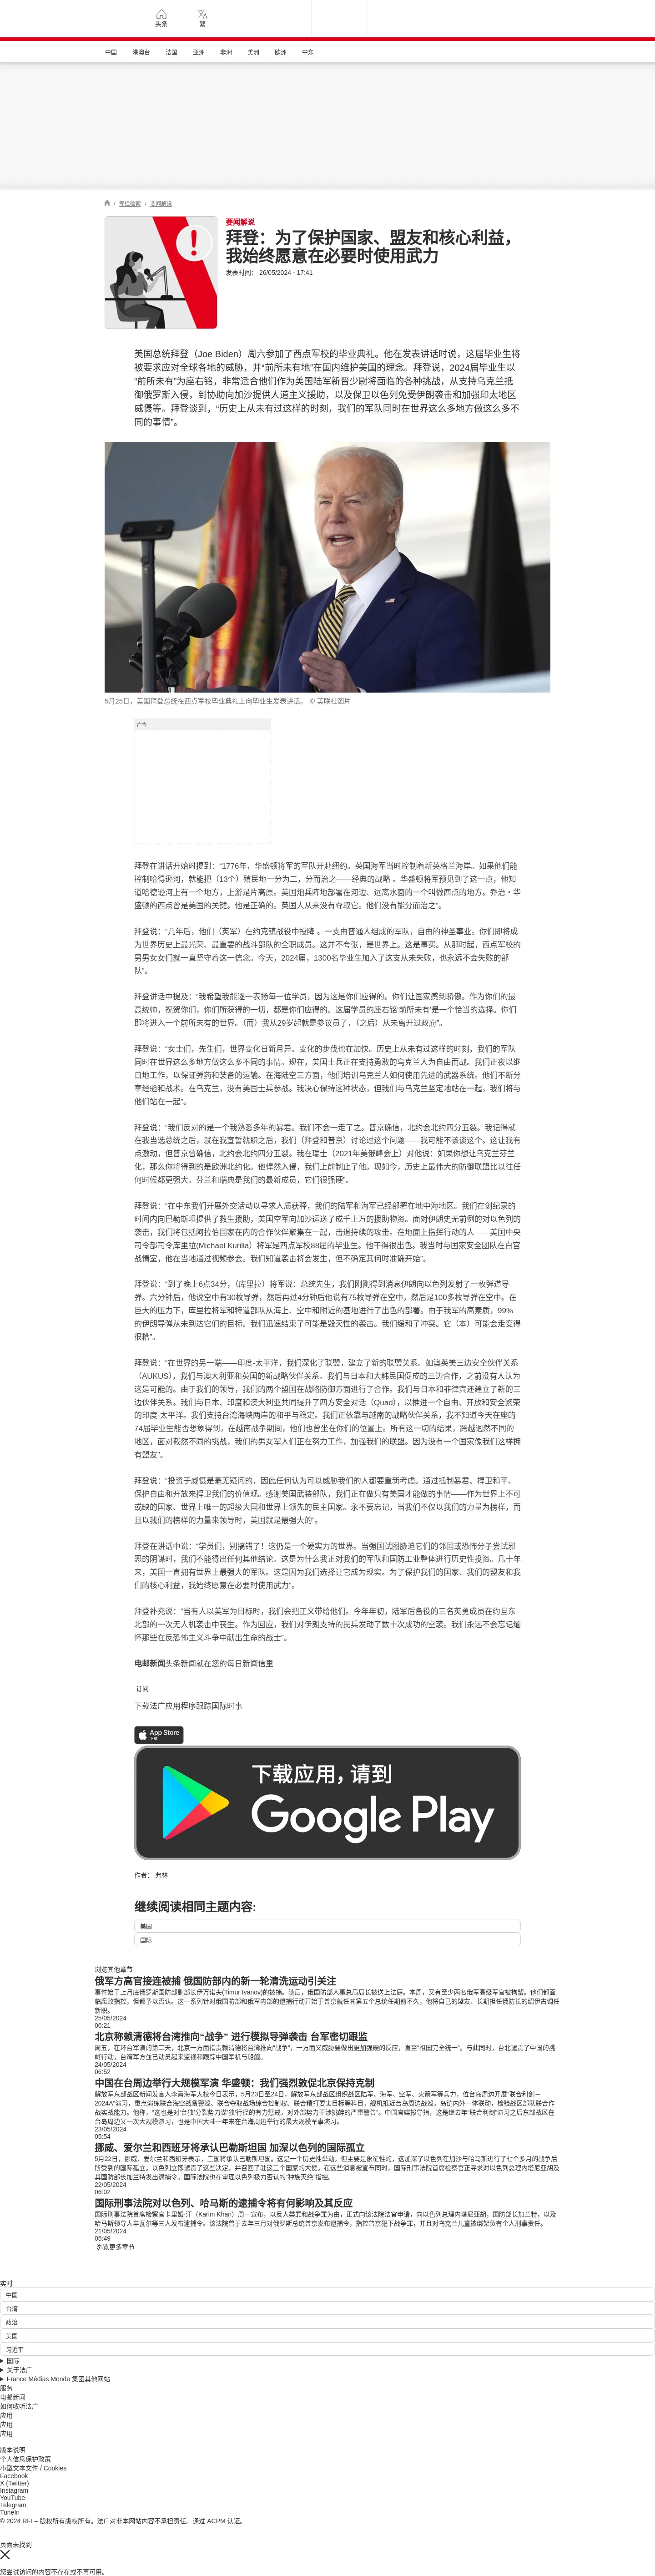 头条
繁
中国
港澳台
法国
亚洲
非洲
美洲
欧洲
中东
/ 专栏检索 / 要闻解说
要闻解说
拜登：为了保护国家、盟友和核心利益，
我始终愿意在必要时使用武力
发表时间： 26/05/2024 - 17:41
美国总统拜登（Joe Biden）周六参加了西点军校的毕业典礼。他在发表讲话时说，这届毕业生将
被要求应对全球各地的威胁，并“前所未有地”在国内维护美国的理念。拜登说，2024届毕业生以
“前所未有”为座右铭，非常适合他们作为美国陆军新晋少尉将面临的各种挑战，从支持乌克兰抵
御俄罗斯入侵，到协助向加沙提供人道主义援助，以及保卫以色列免受伊朗袭击和加强印太地区
威慑等。拜登谈到，“历史上从未有过这样的时刻，我们的军队同时在世界这么多地方做这么多不
同的事情”。
5月25日，美国拜登总统在西点军校毕业典礼上向毕业生发表讲话。 © 美联社图片
广告
拜登在讲话开始时提到：“1776年，华盛顿将军的军队开赴纽约。英国海军当时控制着新英格兰海岸。如果他们能
控制哈得逊河，就能把（13个）殖民地一分为二，分而治之——经典的战略 。华盛顿将军预见到了这一点，他知
道哈德逊河上有一个地方，上游是片高原。美国炮兵阵地部署在河边、远离水面的一个叫做西点的地方。乔治・华
盛顿的西点曾是美国的关键。他是正确的。英国人从来没有夺取它。他们没有能分而治之”。
拜登说：“几年后，他们（英军）在约克镇战役中投降 。一支由普通人组成的军队，自由的神圣事业。你们即将成
为世界历史上最光荣、最重要的战斗部队的全职成员。这并不夸张，是世界上。这是事实。从那时起，西点军校的
男男女女们就一直坚守着这一信念。今天，2024届，1300名毕业生加入了这支从未失败，也永远不会失败的部
队”。
拜登讲话中提及：“我希望我能逐一表扬每一位学员，因为这是你们应得的。你们让国家感到骄傲。作为你们的最
高统帅，祝贺你们，你们所获得的一切，都是你们应得的。这届学员的座右铭‘前所未有’是一个恰当的选择。你们
即将进入一个前所未有的世界。（而）我从29岁起就是参议员了，（之后）从未离开过政府”。
拜登说：“女士们，先生们，世界变化日新月异。变化的步伐也在加快。历史上从未有过这样的时刻，我们的军队
同时在世界这么多地方做这么多不同的事情。现在，美国士兵正在支持勇敢的乌克兰人为自由而战。我们正夜以继
日地工作，以保证弹药和装备的运输。在海陆空三方面，他们培训乌克兰人如何使用先进的武器系统。他们不断分
享经验和战术。在乌克兰，没有美国士兵参战。我决心保持这种状态，但我们与乌克兰坚定地站在一起，我们将与
他们站在一起”。
拜登说：“我们反对的是一个我熟悉多年的暴君。我们不会一走了之。普京确信，北约会北约四分五裂。我记得就
在我当选总统之后，就在我宣誓就职之后，我们（拜登和普京）讨论过这个问题——我可能不该谈这个。这让我有
点激动，但普京曾确信，北约会北约四分五裂。我在瑞士（2021年美俄峰会上）对他说：如果你想让乌克兰芬兰
化，那么你将得到的是欧洲北约化。他悍然入侵，我们上前制止了他。现如今，历史上最伟大的防御联盟比以往任
何时候都更强大。芬兰和瑞典是我们的最新成员，它们很强硬”。
拜登说：“在中东我们开展外交活动以寻求人质获释，我们的陆军和海军已经部署在地中海地区。我们在创纪录的
时间内向巴勒斯坦提供了救生援助，美国空军向加沙运送了成千上万的援助物资。面对伊朗史无前例的对以色列的
袭击，我们将包括阿拉伯国家在内的合作伙伴聚集在一起，击退持续的攻击。在地面上指挥行动的人——美国中央
司令部司令库里拉(Michael Kurilla）将军是西点军校88届的毕业生。他干得很出色。我当时与国家安全团队在白宫
战情室，他在当地通过视频参会。我们知道袭击将会发生，但不确定其何时准确开始”。
拜登说：“到了晚上6点34分，（库里拉）将军说：总统先生，我们刚刚得到消息伊朗向以色列发射了一枚弹道导
弹。六分钟后，他说空中有30枚导弹，然后再过4分钟后他说有75枚导弹在空中，然后是100多枚导弹在空中。在
巨大的压力下，库里拉将军和特遣部队从海上、空中和附近的基地进行了出色的部署。由于我军的高素质，99%
的伊朗导弹从未到达它们的目标。我们迅速结束了可能是毁灭性的袭击。我们缓和了冲突。它（本）可能会走变得
很糟”。
拜登说：“在世界的另一端——印度-太平洋，我们深化了联盟，建立了新的联盟关系。如澳英美三边安全伙伴关系
（AUKUS），我们与澳大利亚和英国的新战略伙伴关系。我们与日本和大韩民国促成的三边合作，之前没有人认为
这是可能的。由于我们的领导，我们的两个盟国在战略防御方面进行了合作。我们与日本和菲律宾还建立了新的三
边伙伴关系。我们与日本、印度和澳大利亚共同提升了四方安全对话（Quad），以推进一个自由、开放和安全繁荣
的印度-太平洋。我们支持台湾海峡两岸的和平与稳定。我们正依靠与越南的战略伙伴关系，我不知道今天在座的
74届毕业生能否想象得到，在越南战争期间，他们也曾坐在你们的位置上。所有这一切的结果，跨越迥然不同的
地区，面对截然不同的挑战，我们的男女军人们正在努力工作，加强我们的联盟。因为没有一个国家像我们这样拥
有盟友”。
拜登说：“投资于威慑是毫无疑问的，因此任何认为可以威胁我们的人都要重新考虑。通过抵制暴君、捍卫和平、
保护自由和开放来捍卫我们的价值观。感谢美国武装部队，我们正在做只有美国才能做的事情——作为世界上不可
或缺的国家、世界上唯一的超级大国和世界上领先的民主国家。永不要忘记，当我们不仅以我们的力量为榜样，而
且以我们的榜样的力量来领导时，美国就是最强大的”。
拜登在讲话中说：“学员们，别搞错了！这仍是一个硬实力的世界。当强国试图胁迫它们的邻国或恐怖分子尝试邪
恶的阴谋时，我们不能得出任何其他结论。这是为什么我正对我们的军队和国防工业整体进行历史性投资。几十年
来，美国一直拥有世界上最强大的军队。这是因为我们选择让它成为现实。为了保护我们的国家、我们的盟友和我
们的核心利益，我始终愿意在必要时使用武力”。
拜登补充说：“当有人以美军为目标时，我们会把正义带给他们。今年年初，陆军后备役的三名英勇成员在约旦东
北部的一次无人机袭击中丧生。作为回应，我们对伊朗支持的民兵发动了数十次成功的空袭。我们永远不会忘记缅
怀那些在反恐怖主义斗争中献出生命的战士”。
电邮新闻头条新闻就在您的每日新闻信里
订阅
下载法广应用程序跟踪国际时事
App Store
下载
下载应用，请到
Google Play
作者： 弗林
继续阅读相同主题内容:
美国
国际
浏览其他章节
俄军方高官接连被捕 俄国防部内的新一轮清洗运动引关注
事件始于上月底俄罗斯国防部副部长伊万诺夫(Timur Ivanov)的被捕。随后，俄国防部人事总局局长被送上法庭。本周，又有至少两名俄军高级军官被拘留。他们都面
临腐败指控，但都予以否认。这一系列针对俄国防部和俄军内部的逮捕行动开始于普京就任其第五个总统任期前不久，他将自己的盟友、长期担任俄防长的绍伊古调任
新职。
25/05/2024
06:21
北京称赖清德将台湾推向“战争” 进行模拟导弹袭击 台军密切跟监
周五，在环台军演的第二天，北京一方面指责赖清德将台湾推向“战争”，一方面又威胁要做出更加强硬的反应，直至“祖国完全统一”。与此同时，台北谴责了中国的挑
衅行动，台湾军方並已动员起来监视和跟踪中国军机与船舰。
24/05/2024
06:52
中国在台周边举行大规模军演 华盛顿：我们强烈敦促北京保持克制
解放军东部战区新闻发言人李熹海军大校今日表示，5月23日至24日，解放军东部战区组织战区陆军、海军、空军、火箭军等兵力，位台岛周边开展“联合利剑－
2024A”演习，重点演练联合海空战备警巡、联合夺取战场综合控制权、联合精打要害目标等科目，舰机抵近台岛周边战巡，岛链内外一体联动，检验战区部队联合作
战实战能力。他称，“这也是对‘台独’分裂势力谋‘独’行径的有力惩戒，对外部势力干涉挑衅的严重警告”。中国官媒报导指，这是继去年“联合利剑”演习之后东部战区在
台岛周边又一次大规模演习，也是中国大陆一年来在台海周边举行的最大规模军事演习。
23/05/2024
05:54
挪威、爱尔兰和西班牙将承认巴勒斯坦国 加深以色列的国际孤立
5月22日，挪威、爱尔兰和西班牙表示，三国将承认巴勒斯坦国。这是一个历史性举动，但主要是象征性的，这加深了以色列在加沙与哈马斯进行了七个多月的战争后
所受到的国际孤立。以色列立即谴责了这些决定，并召回了驻这三个国家的大使。在这些消息被宣布同时，国际刑事法院首席检察官正寻求对以色列总理内塔尼亚胡及
其国防部长加兰特发出逮捕令。国际法院也在审理以色列极力否认的“种族灭绝”指控。
22/05/2024
06:02
国际刑事法院对以色列、哈马斯的逮捕令将有何影响及其反应
国际刑事法院首席检察官卡里姆·汗（Karim Khan）周一宣布，以反人类罪和战争罪为由，正式向该法院法官申请，向以色列总理内塔尼亚胡，国防部长加兰特，以及
哈马斯领导人辛瓦尔等三人发布逮捕令。该法院曾于去年三月对俄罗斯总统普京发布逮捕令，指控普京犯下战争罪，并且对乌克兰儿童被绑架负有个人刑事责任。
21/05/2024
05:49
浏览更多章节
实时
中国
台湾
政治
美国
习近平
国际
关于法广
France Médias Monde 集团其他网站
服务
电邮新闻
如何收听法广
应用
应用
应用
版本说明
个人信息保护政策
小型文本文件 / Cookies
Facebook
X (Twitter)
Instagram
YouTube
Telegram
TuneIn
© 2024 RFI – 版权所有版权所有。法广对非本网站内容不承担责任。通过 ACPM 认证。
页面未找到
您尝试访问的内容不存在或不再可用。